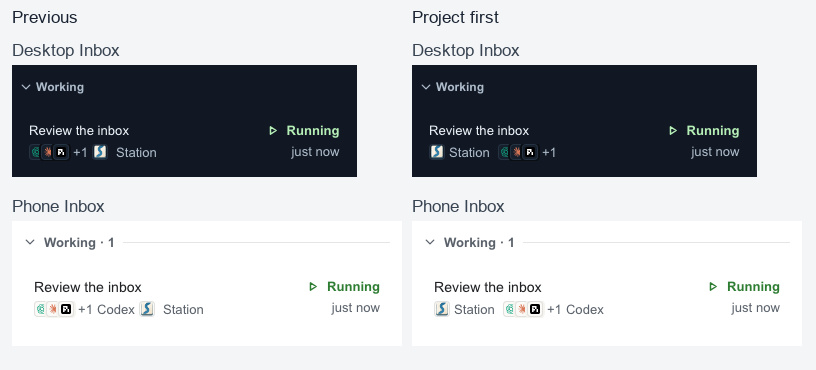 Previous
Desktop Inbox
Working
Review the inbox
Running
+1 Station
just now
Phone Inbox
Working · 1
Review the inbox
Running
+1 Codex Station
just now
Project first
Desktop Inbox
Working
Review the inbox
Running
Station +1
just now
Phone Inbox
Working · 1
Review the inbox
Running
Station +1 Codex
just now